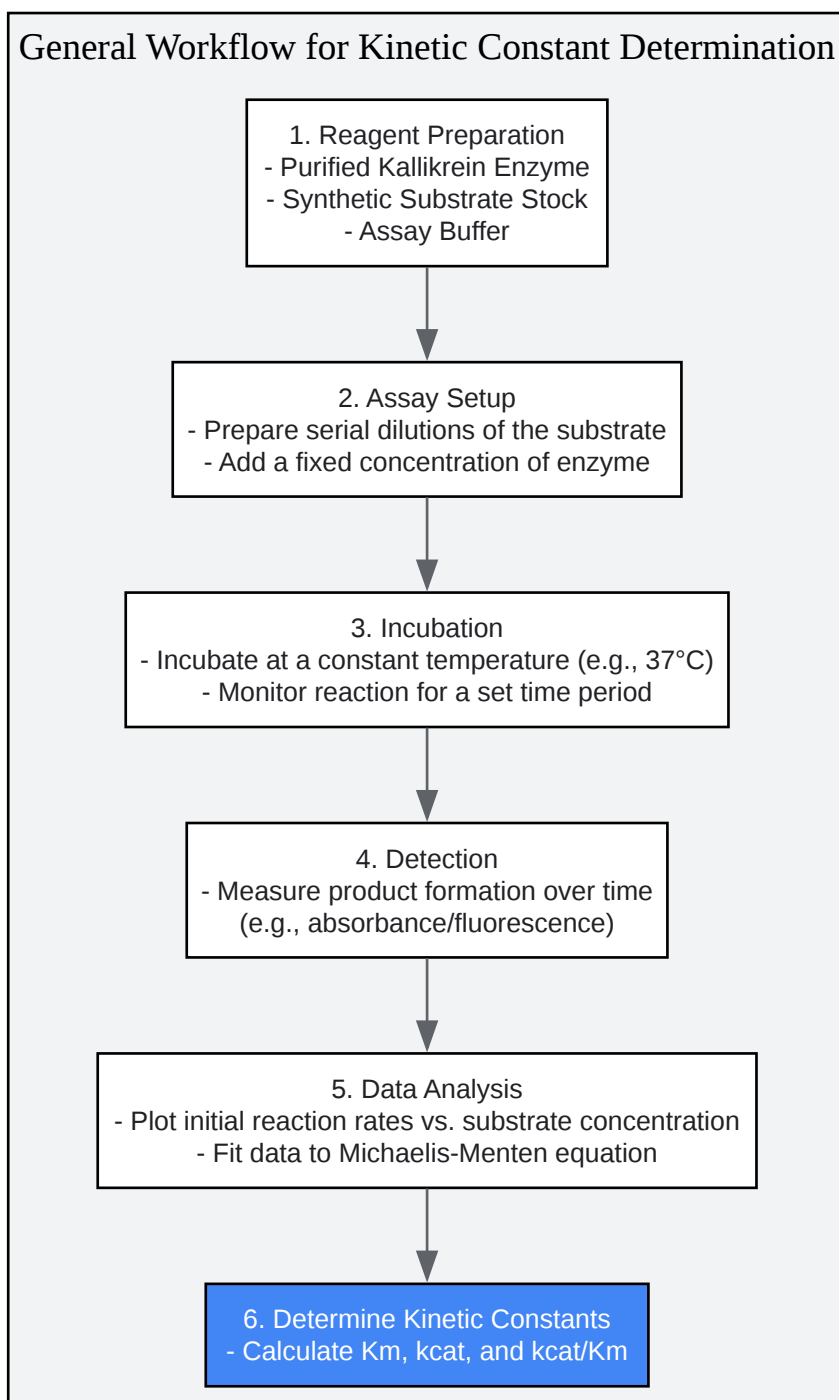 General Workflow for Kinetic Constant Determination
1. Reagent Preparation
- Purified Kallikrein Enzyme
- Synthetic Substrate Stock
- Assay Buffer
2. Assay Setup
- Prepare serial dilutions of the substrate
- Add a fixed concentration of enzyme
3. Incubation
- Incubate at a constant temperature (e.g., 37°C)
- Monitor reaction for a set time period
4. Detection
- Measure product formation over time
(e.g., absorbance/fluorescence)
5. Data Analysis
- Plot initial reaction rates vs. substrate concentration
- Fit data to Michaelis-Menten equation
6. Determine Kinetic Constants
- Calculate Km, kcat, and kcat/Km